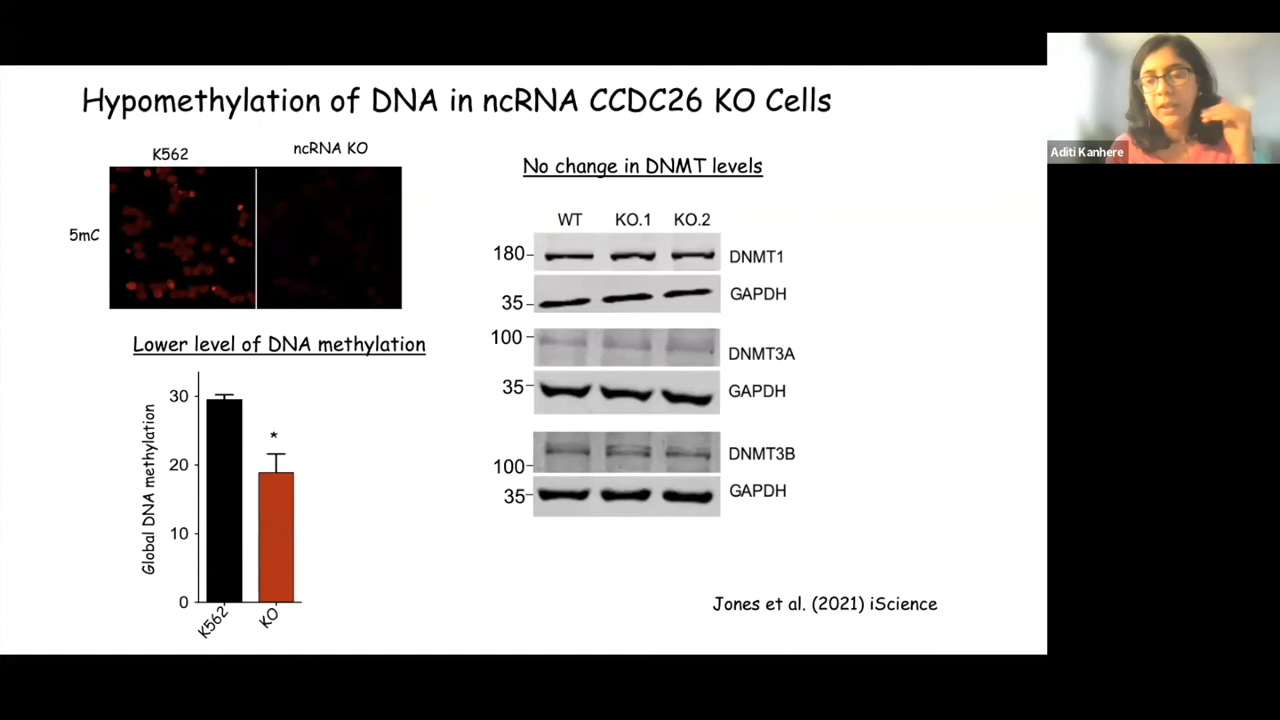 Hypomethylation of DNA in ncRNA CCDC26 KO Cells
K562
ncRNA KO
5mC
Lower level of DNA methylation
Global DNA methylation
30
20
10
0
*
K562
KO
No change in DNMT levels
WT KO.1 KO.2
180
DNMT1
35
GAPDH
100
DNMT3A
35
GAPDH
DNMT3B
100
35
GAPDH
Jones et al. (2021) iScience
Aditi Kanhere